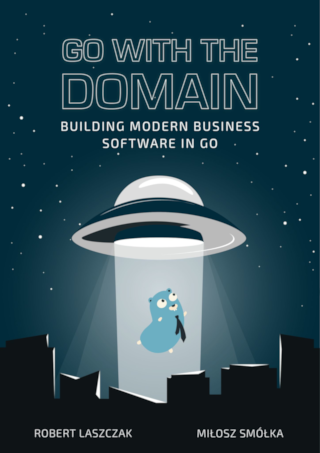 GO WITH THE
DOMAIN
BUILDING MODERN BUSINESS
SOFTWARE IN GO
ROBERT LASZCZAK
MIŁOSZ SMÓŁKA